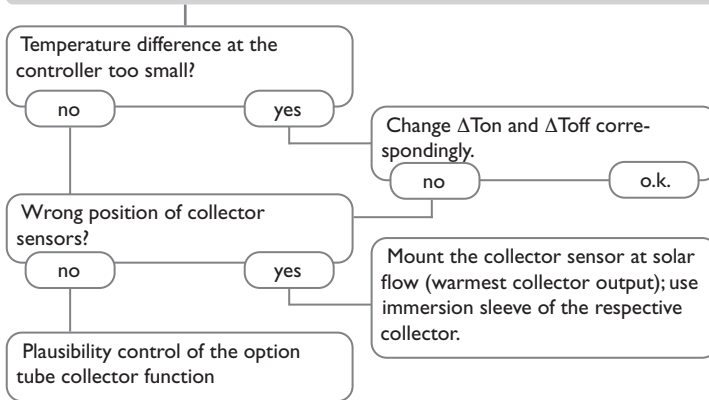 Temperature difference at the
controller too small?
no
yes
Change ΔTon and ΔToff corre-
spondingly.
no
o.k.
Wrong position of collector
sensors?
no
yes
Mount the collector sensor at solar
flow (warmest collector output); use
immersion sleeve of the respective
collector.
Plausibility control of the option
tube collector function